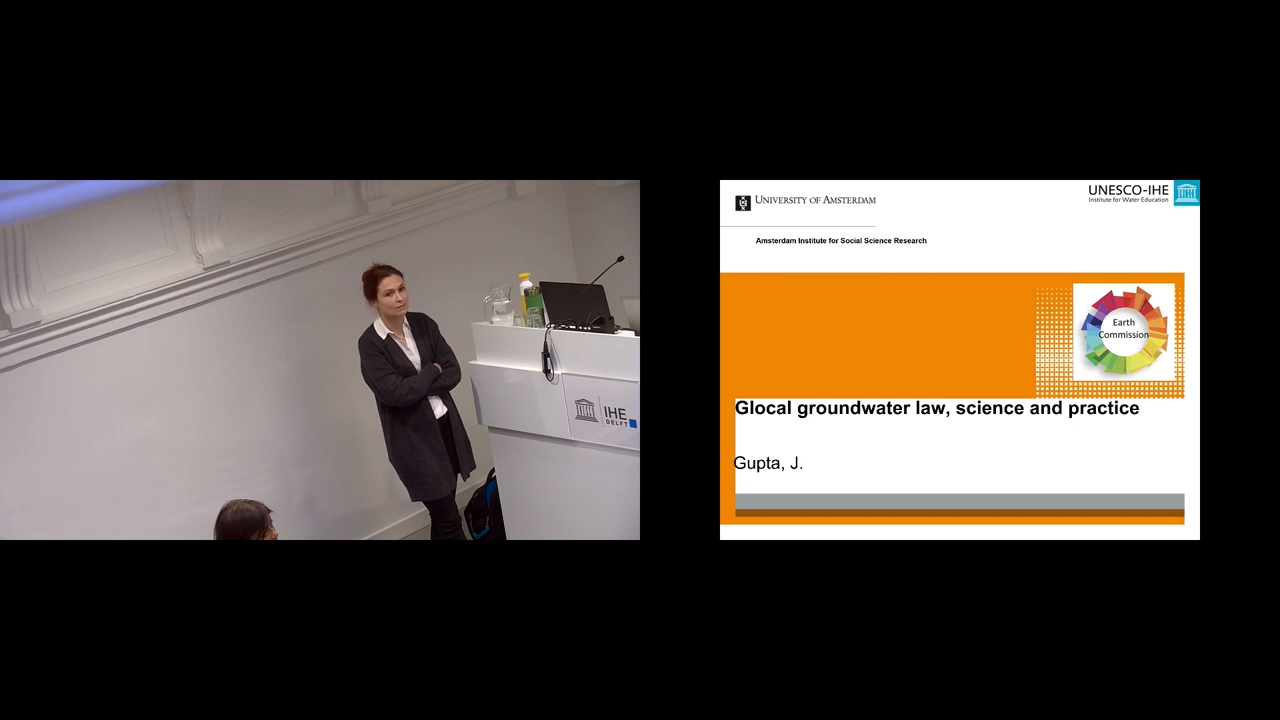 IHE
DELFT
UNIVERSITY OF AMSTERDAM
UNESCO-IHE
Institute for Water Education
Amsterdam Institute for Social Science Research
Earth
Commission
Glocal groundwater law, science and practice
Gupta, J.